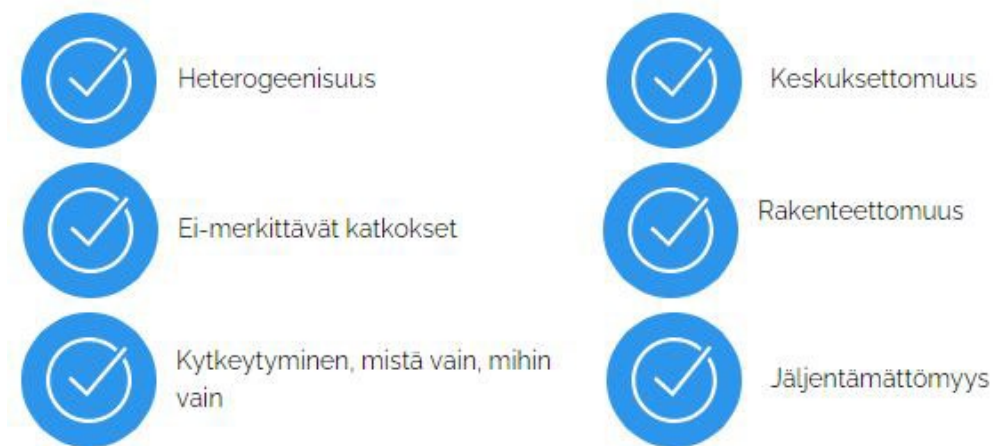 Heterogeenisuus
Keskuksettomuus
Ei-merkittävät katkokset
Rakenteettomuus
Kytkeytyminen, mistä vain, mihin
vain
Jäljentämättömyys